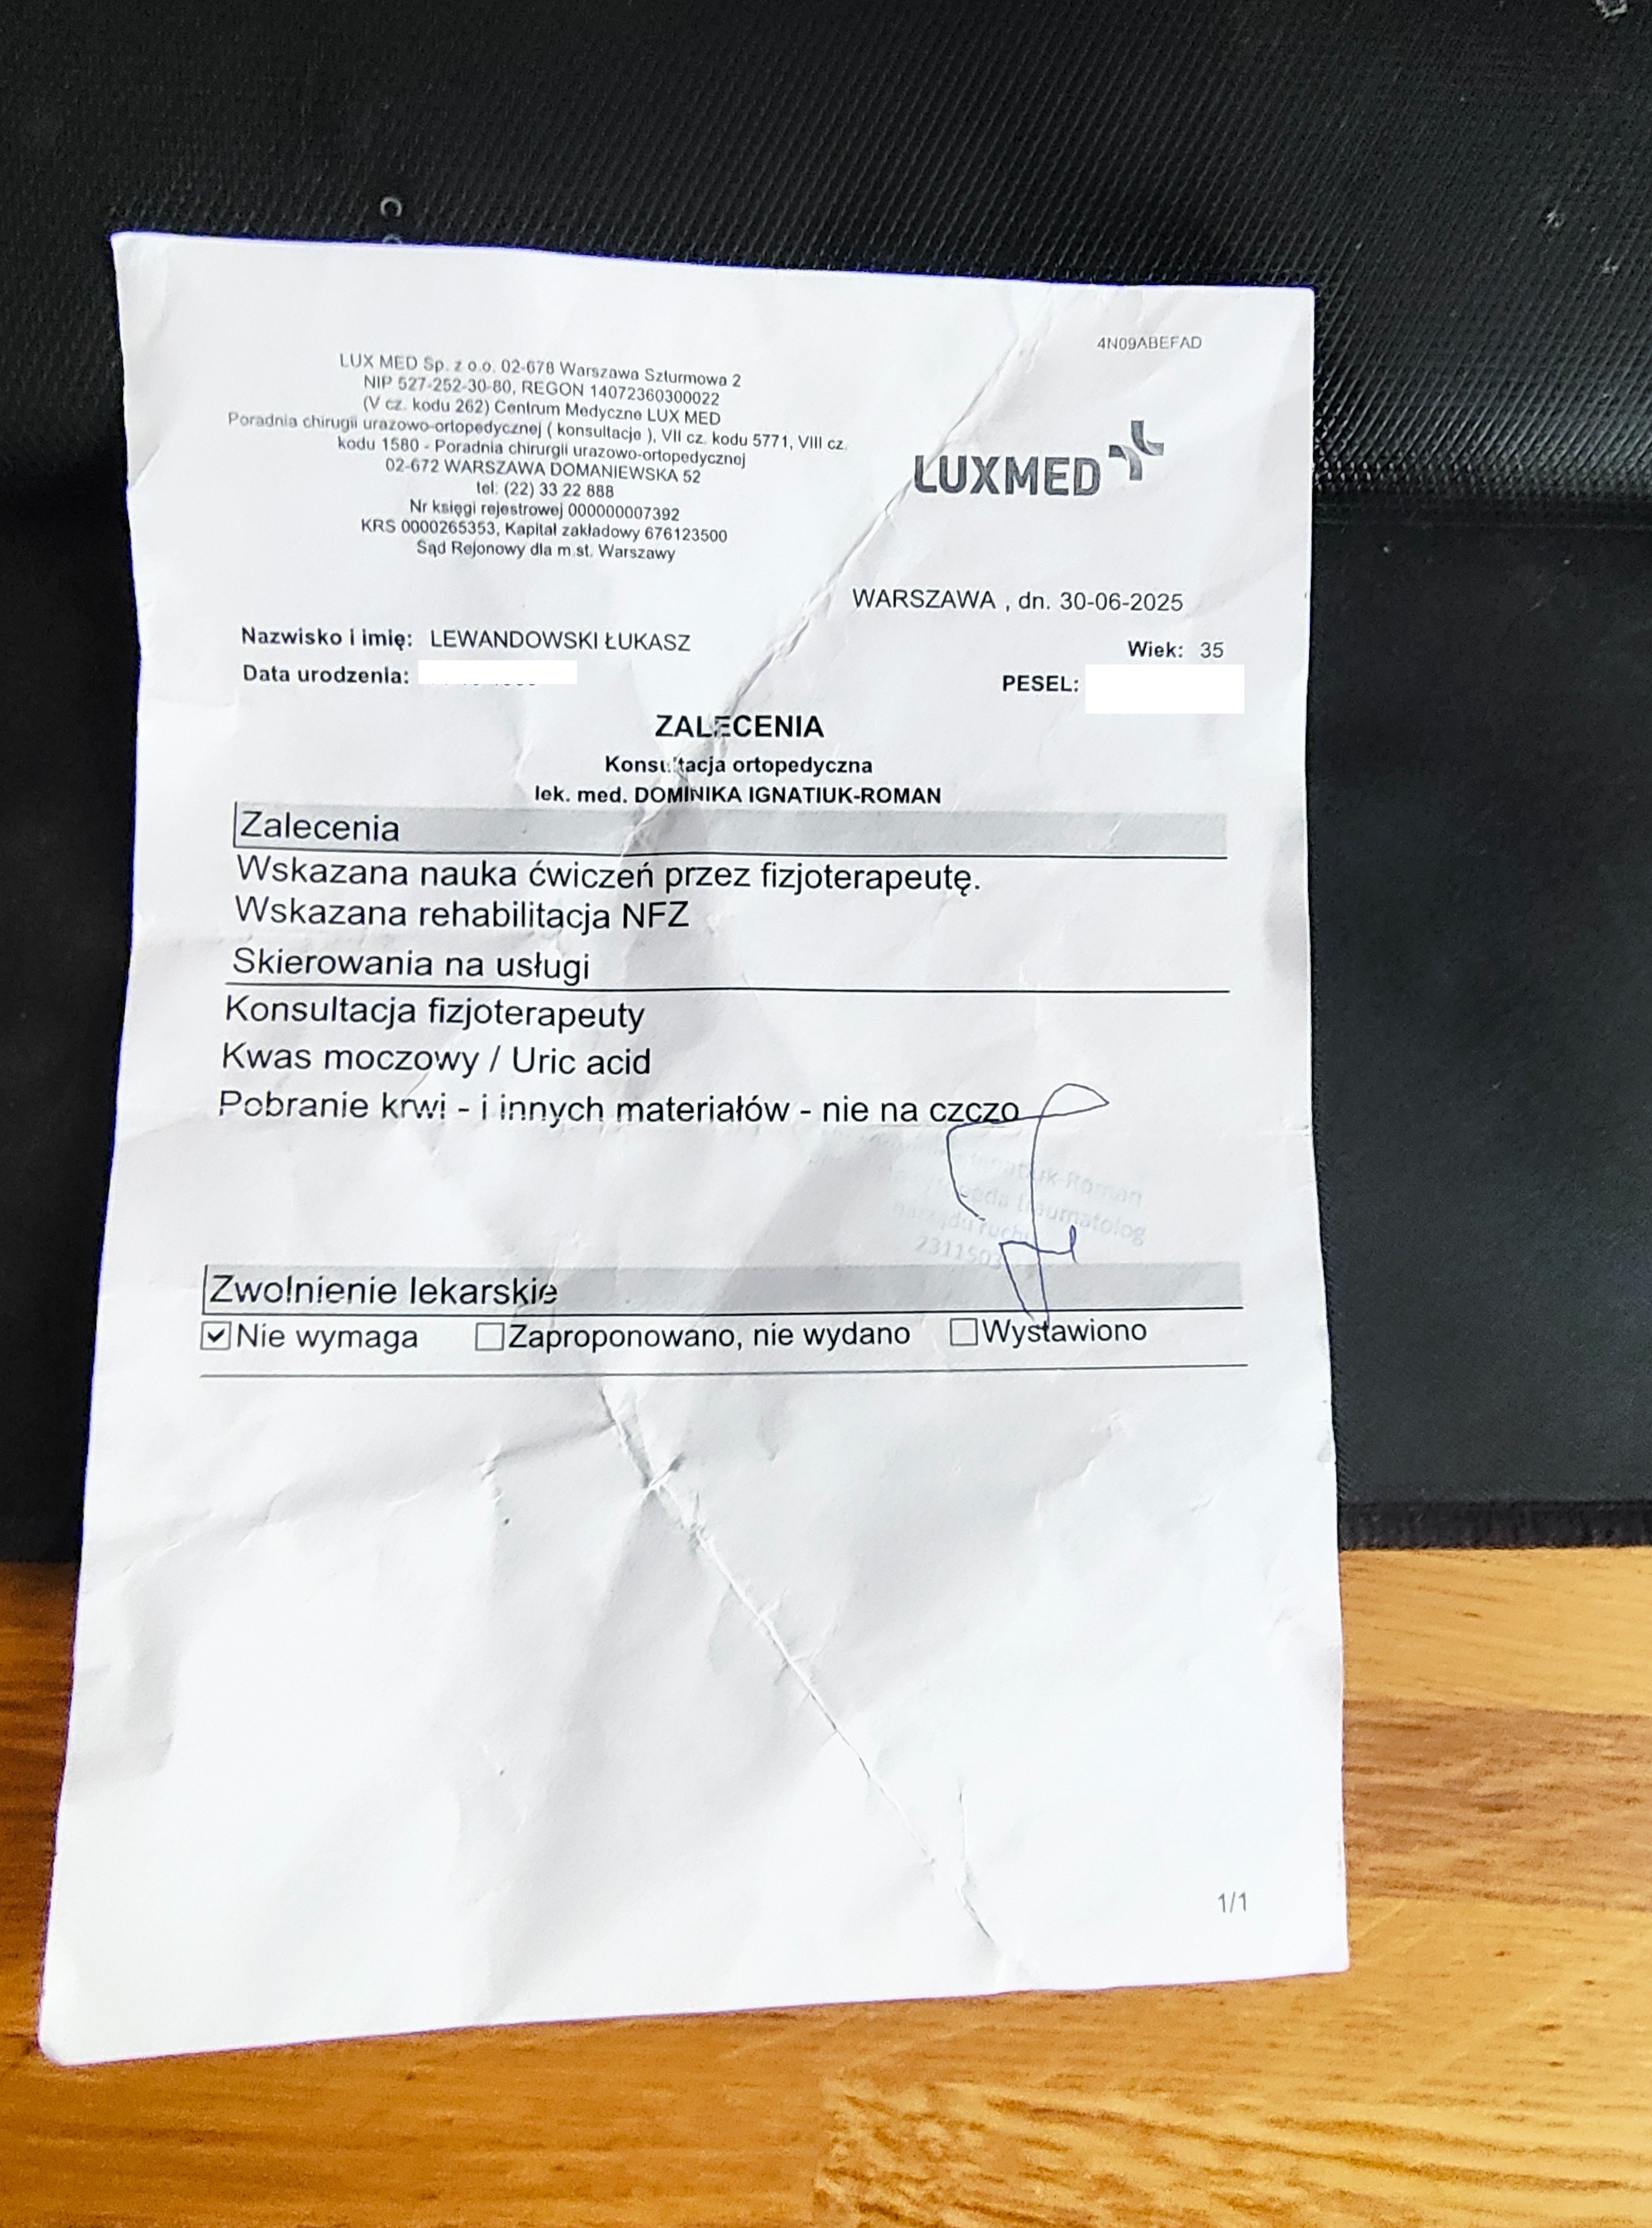 4N09ABEFAD
LUX MED Sp. z o.o. 02-678 Warszawa Szturmowa 2
NIP 527-252-30-80, REGON 14072360300022
(V cz. kodu 262) Centrum Medyczne LUX MED
Poradnia chirugii urazowo-ortopedycznej ( konsultacje ), VII cz. kodu 5771, VIII cz.
kodu 1580 - Poradnia chirurgii urazowo-ortopedycznej
02-672 WARSZAWA DOMANIEWSKA 52
tel: (22) 33 22 888
Nr księgi rejestrowej 000000007392
KRS 0000265353, Kapitał zakładowy 676123500
Sąd Rejonowy dla m.st. Warszawy
LUXMED
WARSZAWA , dn. 30-06-2025
Nazwisko i imię: LEWANDOWSKI ŁUKASZ Wiek: 35
Data urodzenia: PESEL:
ZALECENIA
Konsultacja ortopedyczna
lek. med. DOMINIKA IGNATIUK-ROMAN
Zalecenia
Wskazana nauka ćwiczeń przez fizjoterapeutę.
Wskazana rehabilitacja NFZ
Skierowania na usługi
Konsultacja fizjoterapeuty
Kwas moczowy / Uric acid
Pobranie krwi - i innych materiałów - nie na czczo
traumatolog
narządu ruchu
Zwolnienie lekarskie
Nie wymaga Zaproponowano, nie wydano Wystawiono
1/1